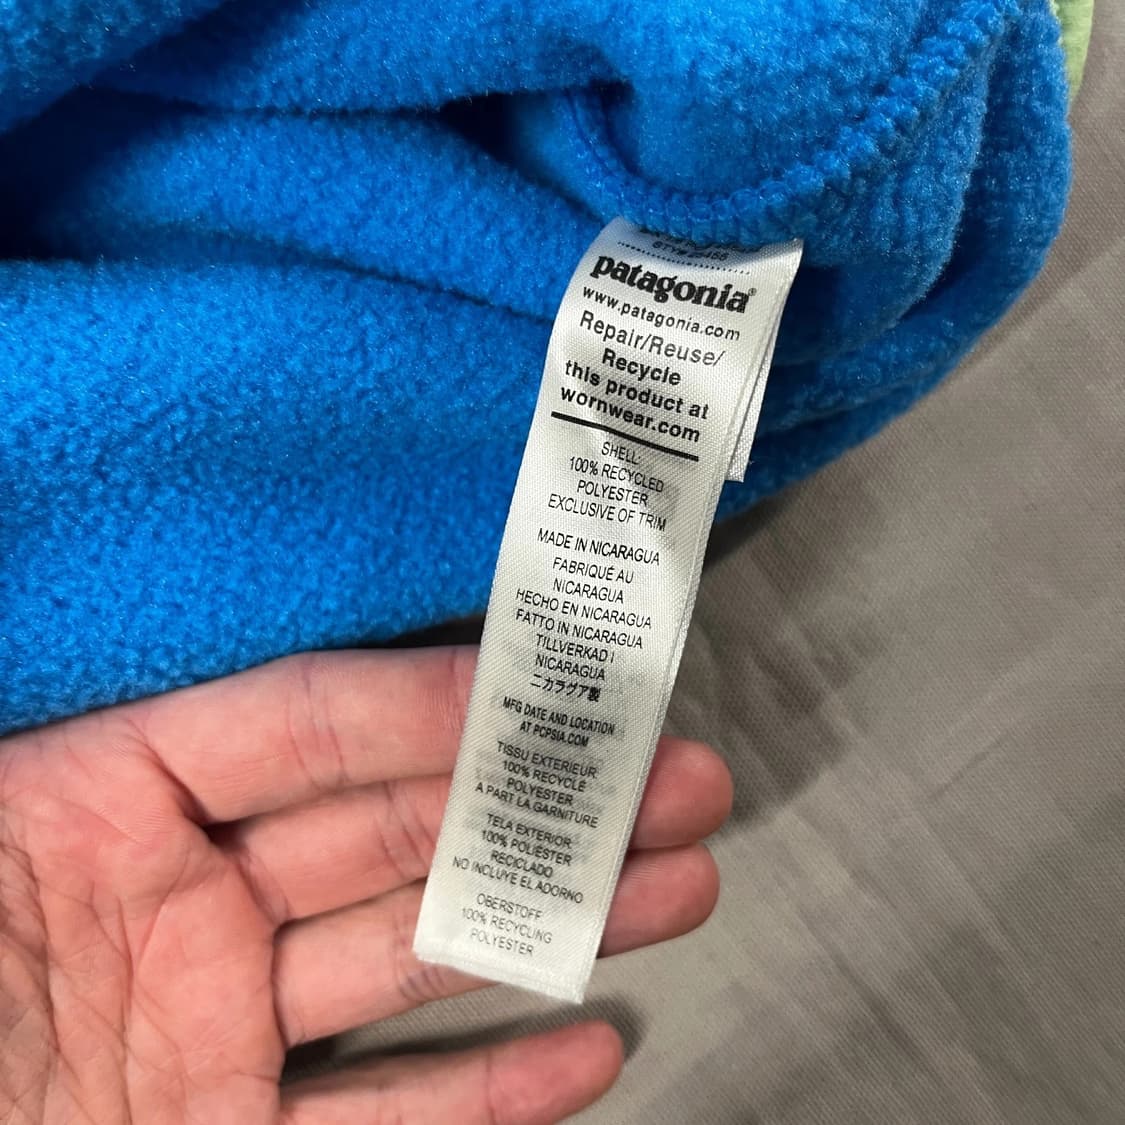 patagonia®
www.patagonia.com
Repair/Reuse/
Recycle
this product at
wornwear.com
SHELL:
100% RECYCLED
POLYESTER
EXCLUSIVE OF TRIM
MADE IN NICARAGUA
FABRIQUÉ AU
NICARAGUA
HECHO EN NICARAGUA
FATTO IN NICARAGUA
TILLVERKAD I
NICARAGUA
ニカラグア製
MFG DATE AND LOCATION
AT PCPSIA.COM
TISSU EXTERIEUR
100% RECYCLÉ
POLYESTER
A PART LA GARNITURE
TELA EXTERIOR
100% POLIÉSTER
RECICLADO
NO INCLUYE EL ADORNO
OBERSTOFF:
100% RECYCLING
POLYESTER